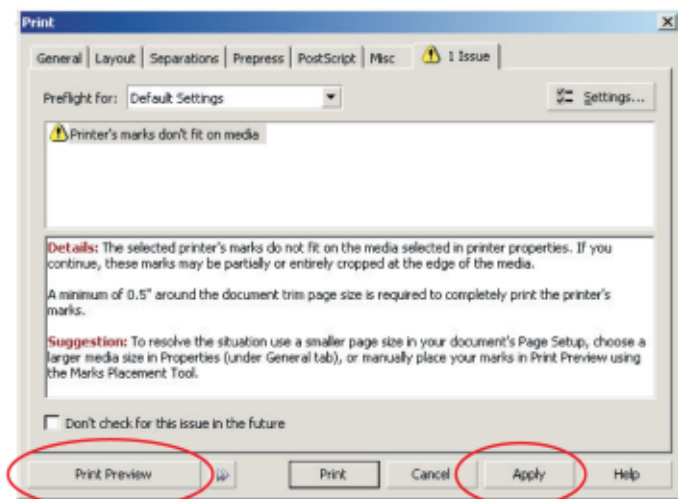 Print
General Layout Separations Prepress PostScript Misc 1 Issue
Preflight for: Default Settings Settings...
Printer's marks don't fit on media
Details: The selected printer's marks do not fit on the media selected in printer properties. If you
continue, these marks may be partially or entirely cropped at the edge of the media.
A minimum of 0.5" around the document trim page size is required to completely print the printer's
marks.
Suggestion: To resolve the situation use a smaller page size in your document's Page Setup, choose a
larger media size in Properties (under General tab), or manually place your marks in Print Preview using
the Marks Placement Tool.
Don't check for this issue in the future
Print Preview Print Cancel Apply Help